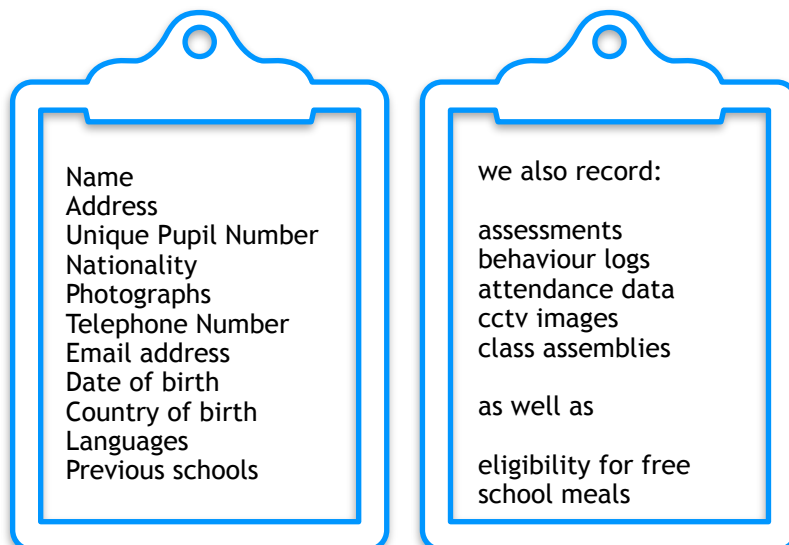 Name
Address
Unique Pupil Number
Nationality
Photographs
Telephone Number
Email address
Date of birth
Country of birth
Languages
Previous schools
we also record:
assessments
behaviour logs
attendance data
cctv images
class assemblies
as well as
eligibility for free
school meals